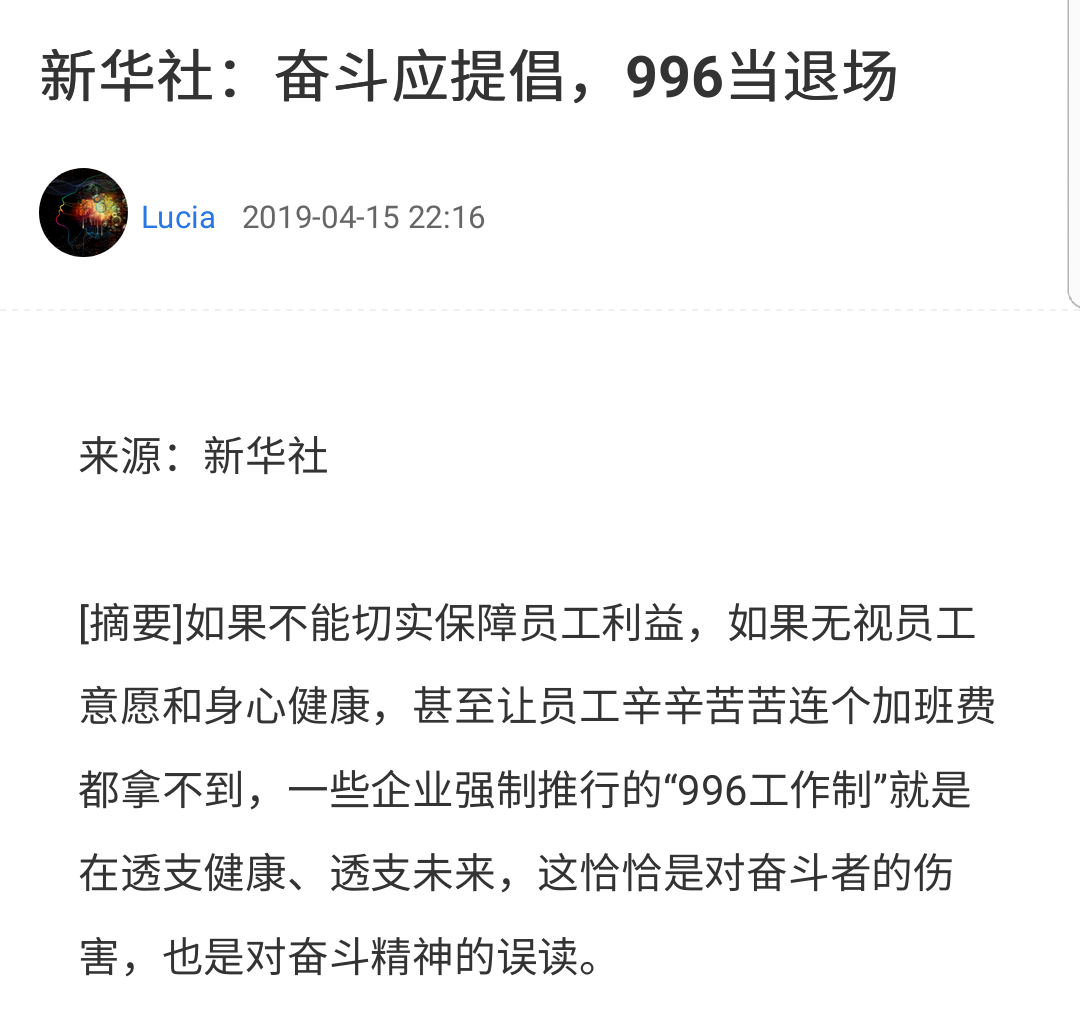 新华社：奋斗应提倡，996当退场
Lucia 2019-04-15 22:16
来源：新华社
[摘要]如果不能切实保障员工利益，如果无视员工
意愿和身心健康，甚至让员工辛辛苦苦连个加班费
都拿不到，一些企业强制推行的“996工作制”就是
在透支健康、透支未来，这恰恰是对奋斗者的伤
害，也是对奋斗精神的误读。